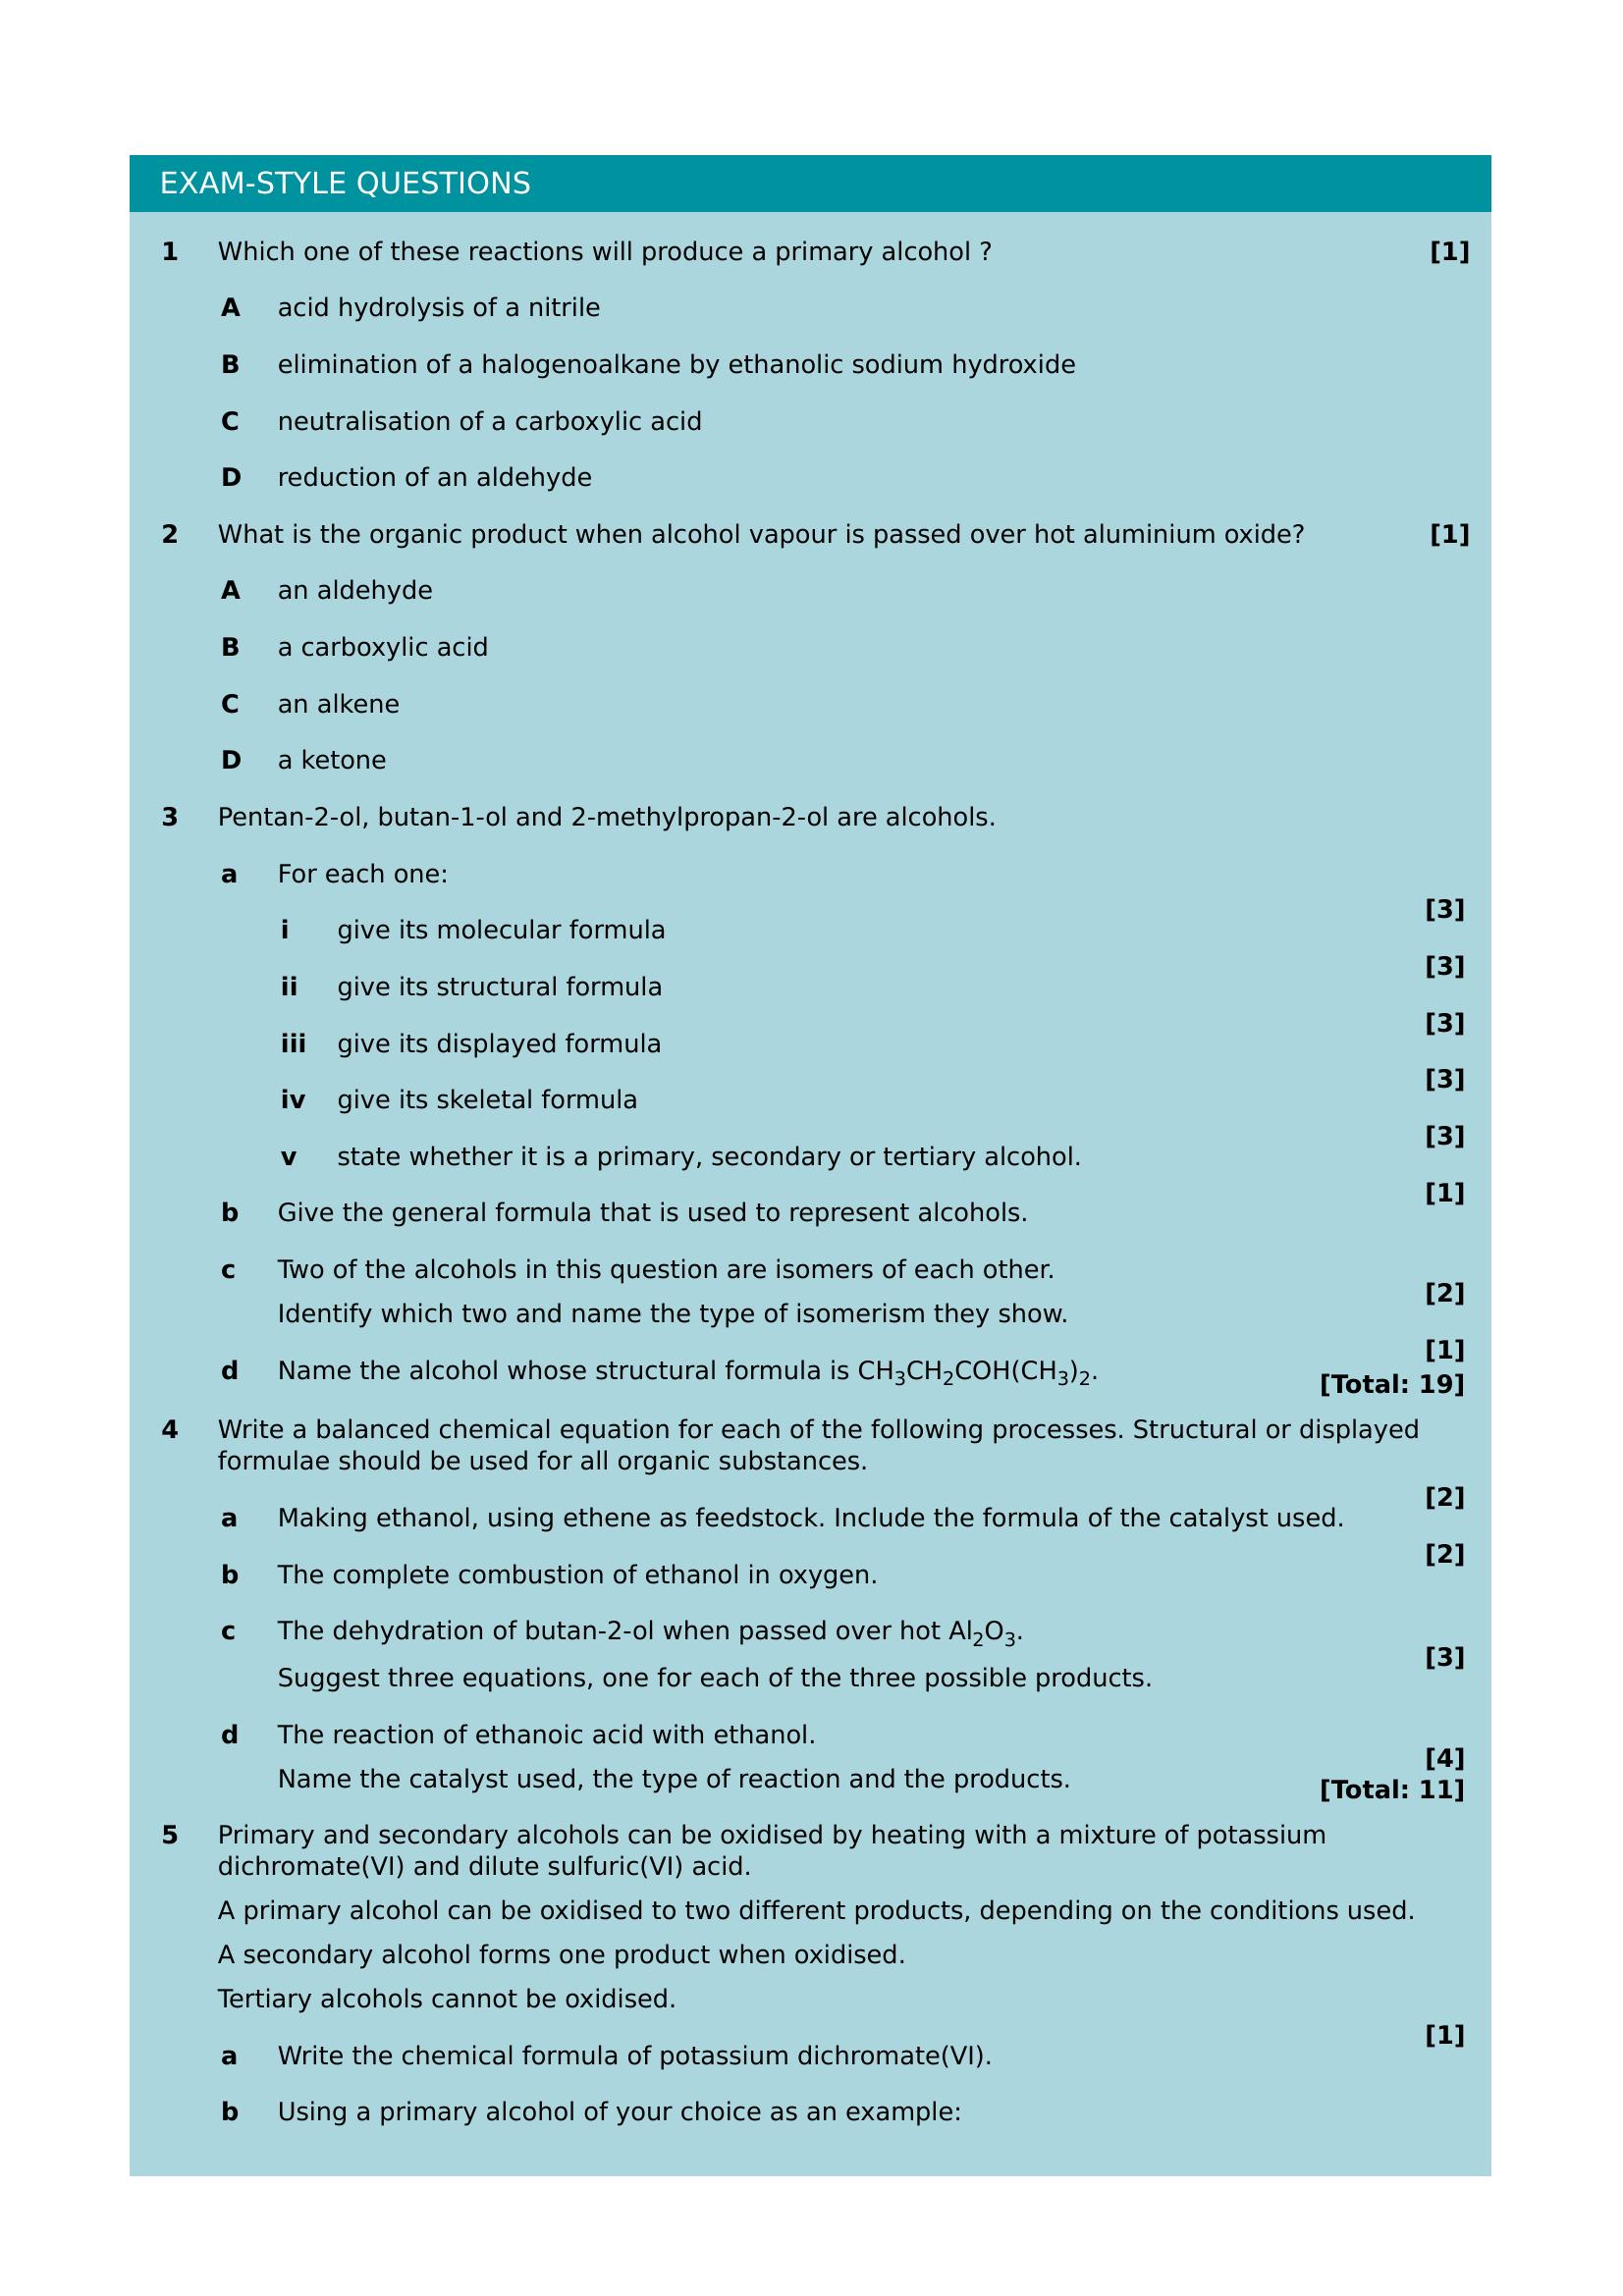 EXAM-STYLE QUESTIONS
1 Which one of these reactions will produce a primary alcohol ? [1]
A acid hydrolysis of a nitrile
B elimination of a halogenoalkane by ethanolic sodium hydroxide
C neutralisation of a carboxylic acid
D reduction of an aldehyde
2 What is the organic product when alcohol vapour is passed over hot aluminium oxide? [1]
A an aldehyde
B a carboxylic acid
C an alkene
D a ketone
3 Pentan-2-ol, butan-1-ol and 2-methylpropan-2-ol are alcohols.
a For each one:
i give its molecular formula [3]
ii give its structural formula [3]
iii give its displayed formula [3]
iv give its skeletal formula [3]
v state whether it is a primary, secondary or tertiary alcohol. [3]
b Give the general formula that is used to represent alcohols. [1]
c Two of the alcohols in this question are isomers of each other.
Identify which two and name the type of isomerism they show. [2]
d Name the alcohol whose structural formula is CH₃CH₂COH(CH₃)₂. [1]
[Total: 19]
4 Write a balanced chemical equation for each of the following processes. Structural or displayed
formulae should be used for all organic substances.
a Making ethanol, using ethene as feedstock. Include the formula of the catalyst used. [2]
b The complete combustion of ethanol in oxygen. [2]
c The dehydration of butan-2-ol when passed over hot Al₂O₃.
Suggest three equations, one for each of the three possible products. [3]
d The reaction of ethanoic acid with ethanol.
Name the catalyst used, the type of reaction and the products. [4]
[Total: 11]
5 Primary and secondary alcohols can be oxidised by heating with a mixture of potassium
dichromate(VI) and dilute sulfuric(VI) acid.
A primary alcohol can be oxidised to two different products, depending on the conditions used.
A secondary alcohol forms one product when oxidised.
Tertiary alcohols cannot be oxidised.
a Write the chemical formula of potassium dichromate(VI). [1]
b Using a primary alcohol of your choice as an example: